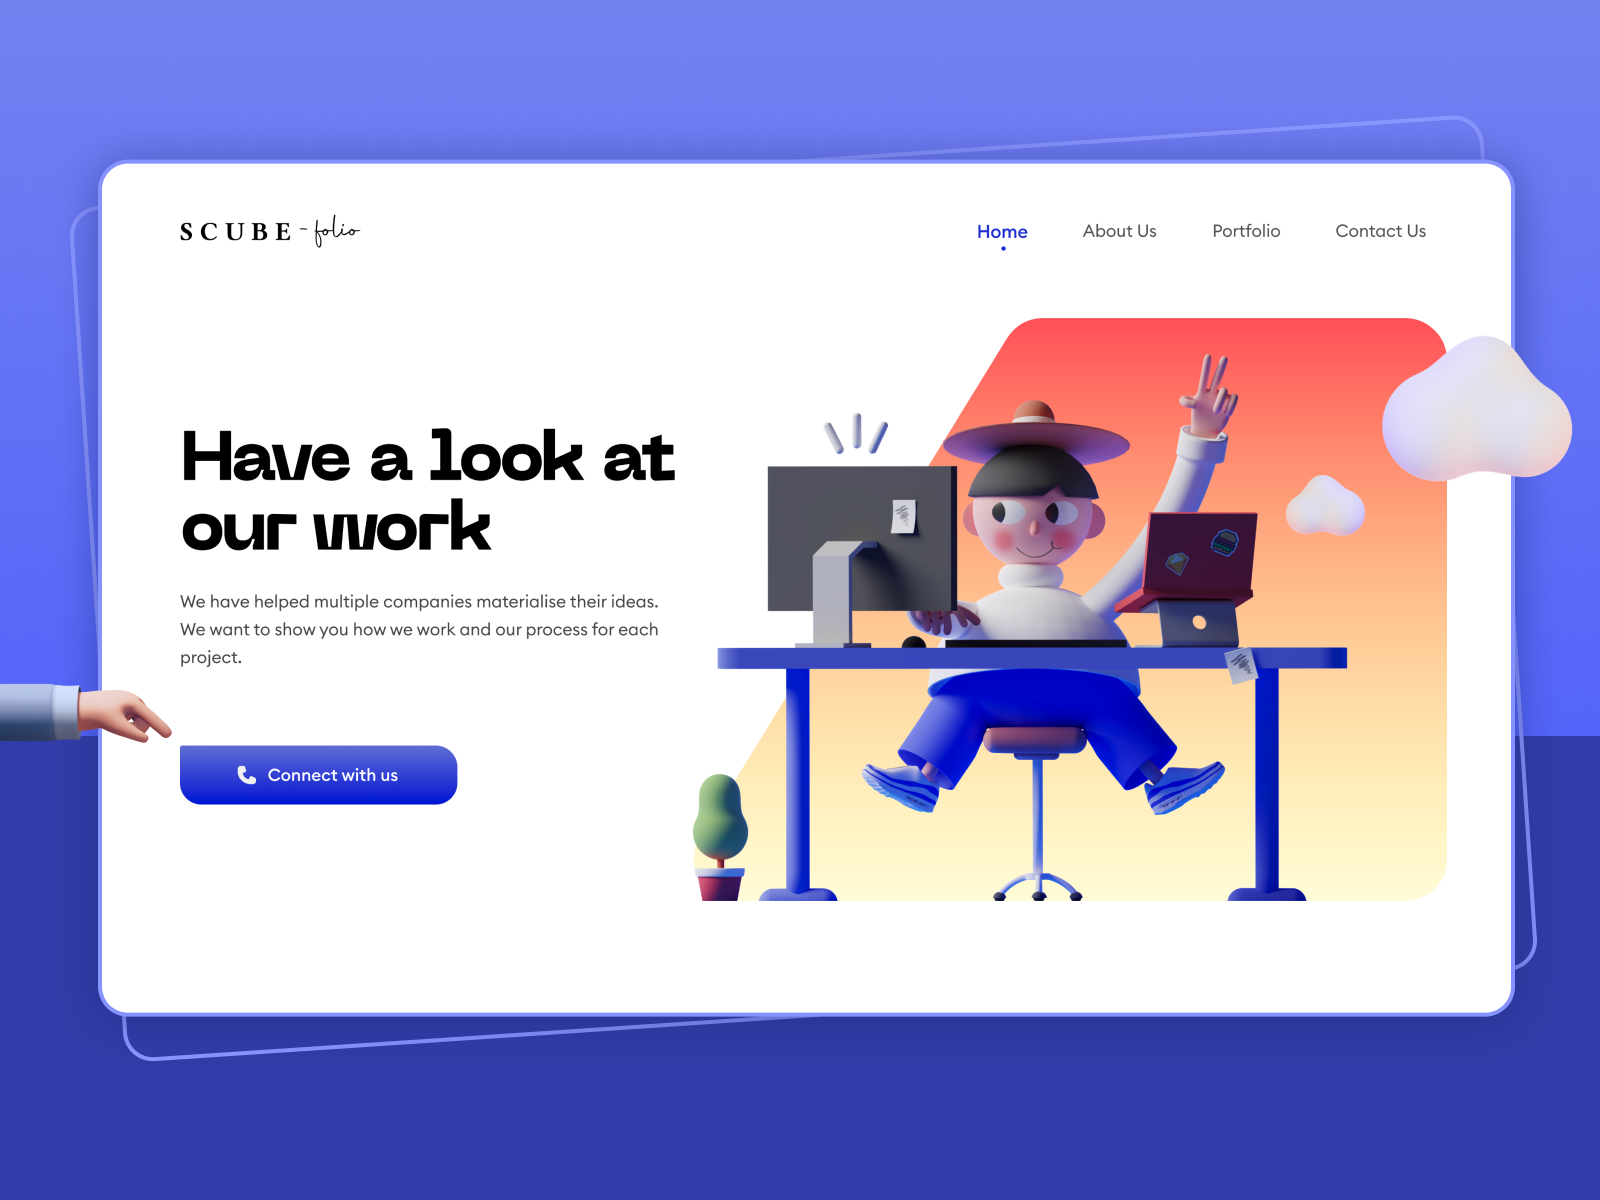 SCUBE - folio
Home About Us Portfolio Contact Us
Have a look at
our work
We have helped multiple companies materialise their ideas.
We want to show you how we work and our process for each
project.
Connect with us